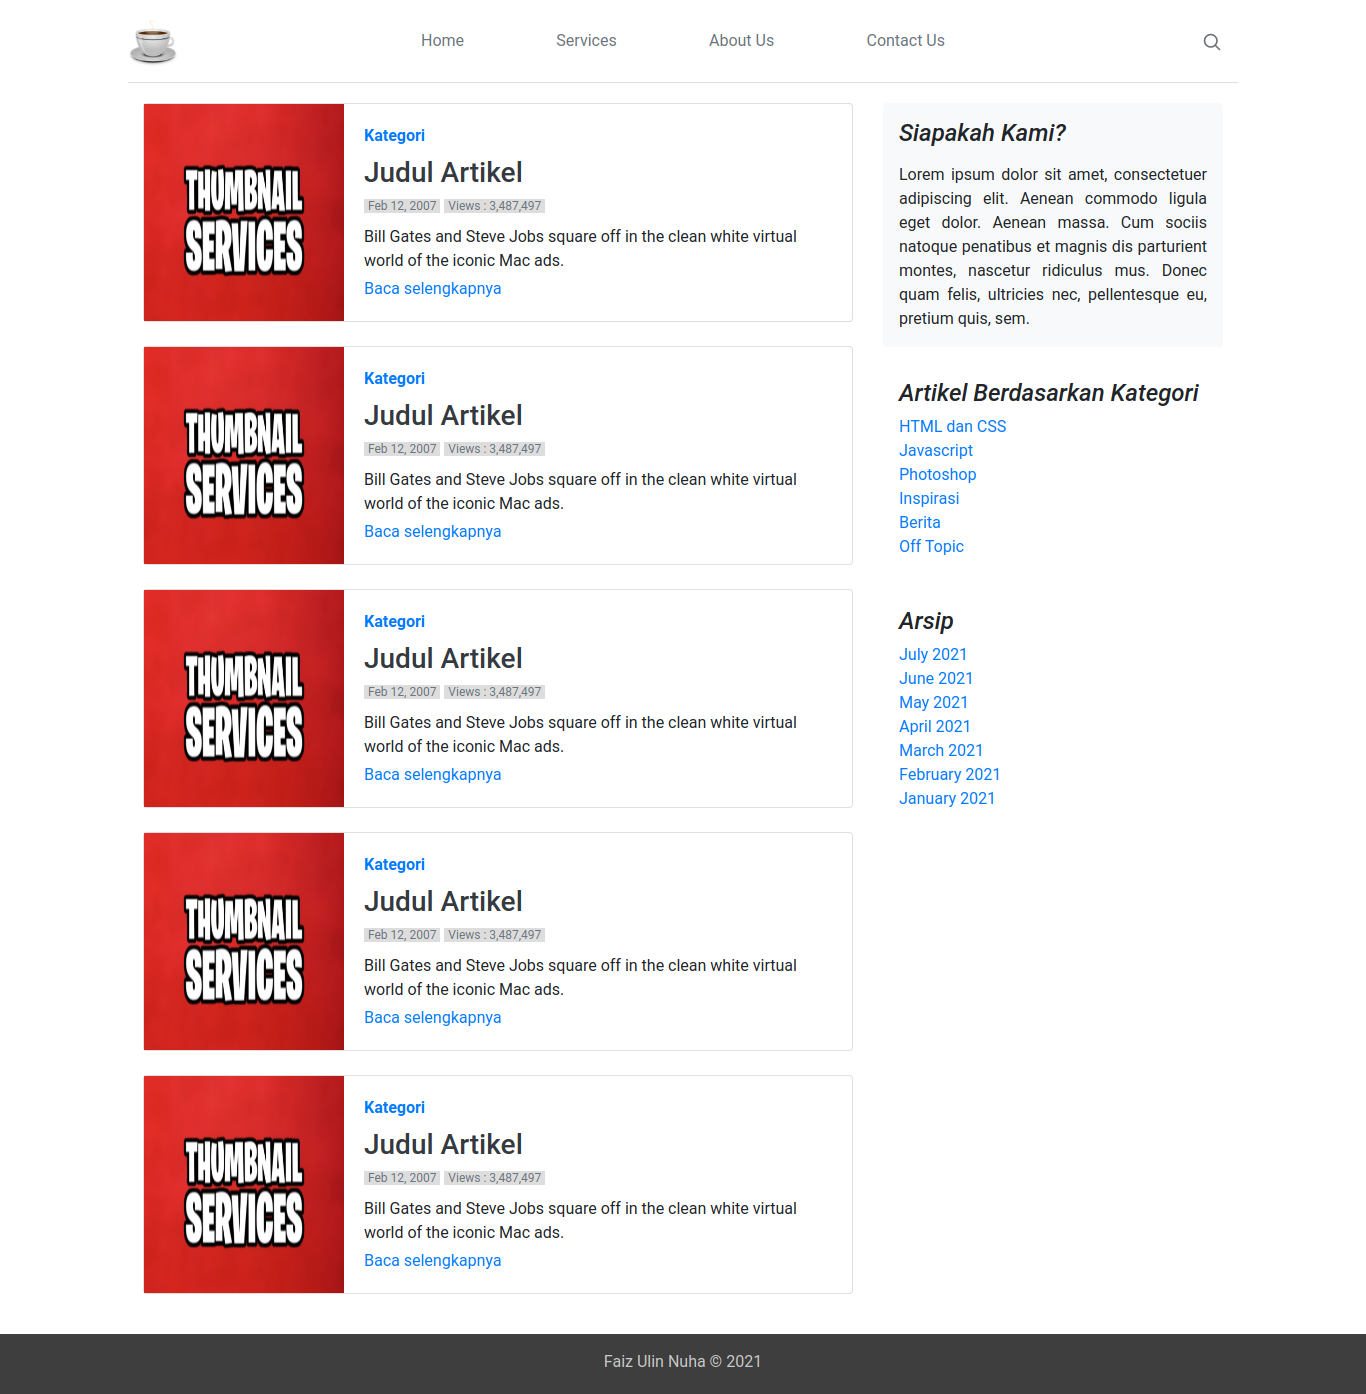 Home Services About Us Contact Us
THUMBNAIL
SERVICES
Kategori
Judul Artikel
Feb 12, 2007 Views : 3,487,497
Bill Gates and Steve Jobs square off in the clean white virtual
world of the iconic Mac ads.
Baca selengkapnya
THUMBNAIL
SERVICES
Kategori
Judul Artikel
Feb 12, 2007 Views : 3,487,497
Bill Gates and Steve Jobs square off in the clean white virtual
world of the iconic Mac ads.
Baca selengkapnya
THUMBNAIL
SERVICES
Kategori
Judul Artikel
Feb 12, 2007 Views : 3,487,497
Bill Gates and Steve Jobs square off in the clean white virtual
world of the iconic Mac ads.
Baca selengkapnya
THUMBNAIL
SERVICES
Kategori
Judul Artikel
Feb 12, 2007 Views : 3,487,497
Bill Gates and Steve Jobs square off in the clean white virtual
world of the iconic Mac ads.
Baca selengkapnya
THUMBNAIL
SERVICES
Kategori
Judul Artikel
Feb 12, 2007 Views : 3,487,497
Bill Gates and Steve Jobs square off in the clean white virtual
world of the iconic Mac ads.
Baca selengkapnya
Siapakah Kami?
Lorem ipsum dolor sit amet, consectetuer
adipiscing elit. Aenean commodo ligula
eget dolor. Aenean massa. Cum sociis
natoque penatibus et magnis dis parturient
montes, nascetur ridiculus mus. Donec
quam felis, ultricies nec, pellentesque eu,
pretium quis, sem.
Artikel Berdasarkan Kategori
HTML dan CSS
Javascript
Photoshop
Inspirasi
Berita
Off Topic
Arsip
July 2021
June 2021
May 2021
April 2021
March 2021
February 2021
January 2021
Faiz Ulin Nuha © 2021